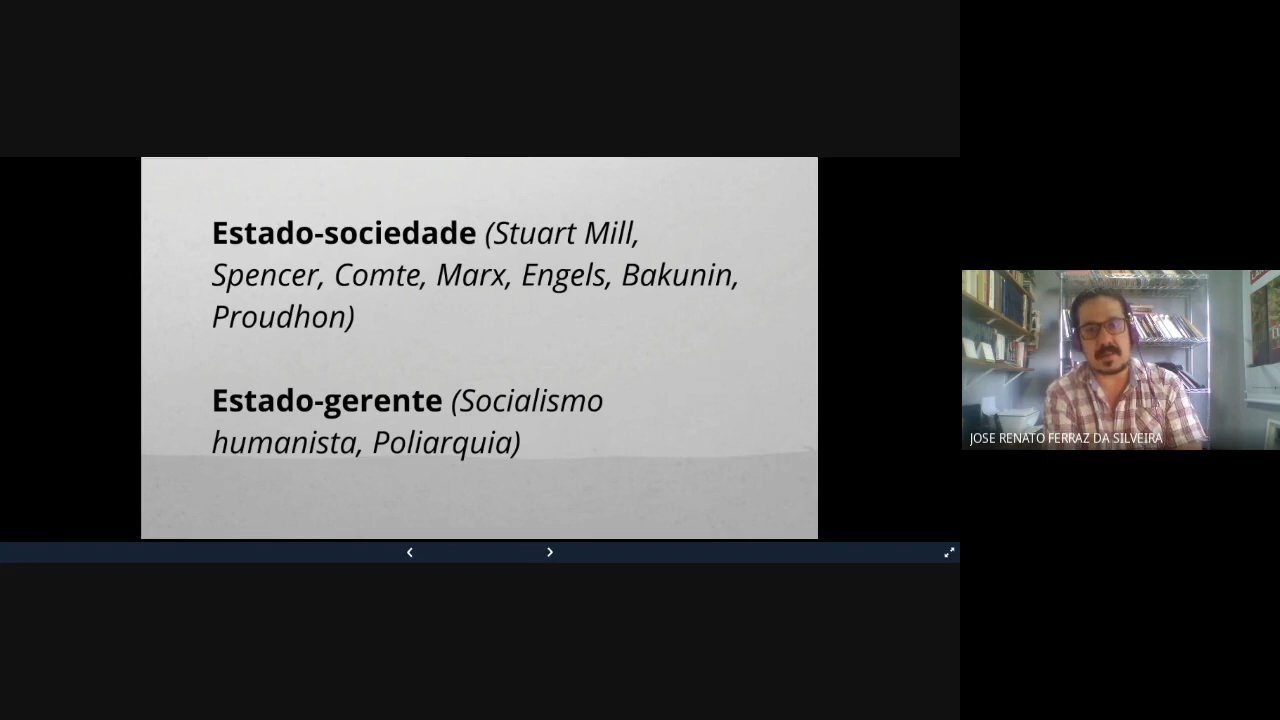 Estado-sociedade (Stuart Mill,
Spencer, Comte, Marx, Engels, Bakunin,
Proudhon)
Estado-gerente (Socialismo
humanista, Poliarquia)
JOSE RENATO FERRAZ DA SILVEIRA